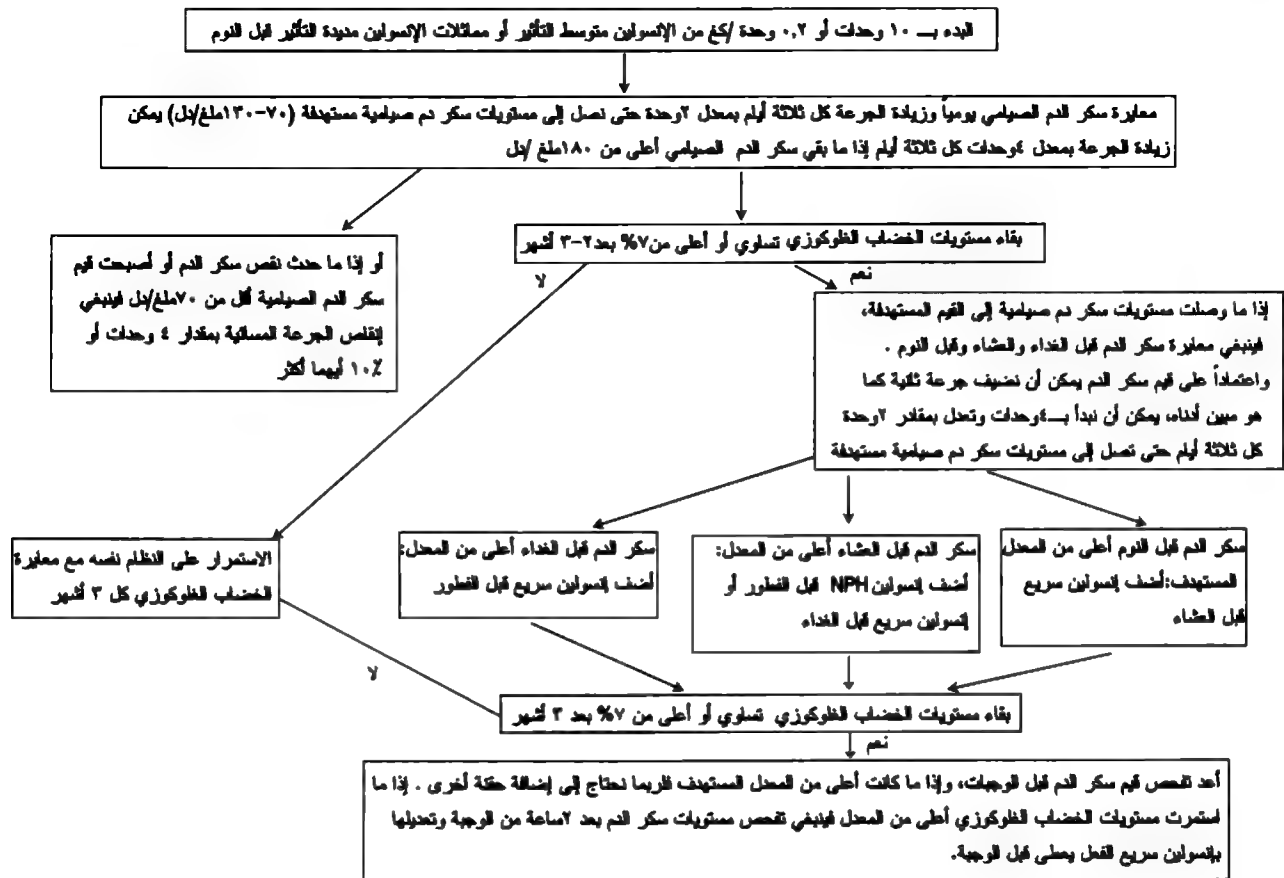 البدء بـــ ١٠ وحدات أو ٠,٢ وحدة /كغ من الإنسولين متوسط التأثير أو مماثلات الإنسولين مديدة التأثير قبل النوم
معايرة سكر الدم الصيامي يومياً وزيادة الجرعة كل ثلاثة أيام بمعدل ٢وحدة حتى نصل إلى مستويات سكر دم صيامية مستهدفة (٧٠-١٣٠ملغ/دل) يمكن
زيادة الجرعة بمعدل ٤وحدات كل ثلاثة أيام إذا ما بقي سكر الدم الصيامي أعلى من ١٨٠ملغ /دل
بقاء مستويات الخضاب الغلوكوزي تساوي أو أعلى من٧% بعد٢-٣ أشهر
نعم
لا
أو إذا ما حدث نقص سكر الدم أو أصبحت قيم
سكر الدم الصيامية أقل من ٧٠ملغ/دل فينبغي
إنقاص الجرعة المسائية بمقدار ٤ وحدات أو
١٠٪ أيهما أكثر
إذا ما وصلت مستويات سكر دم صيامية إلى القيم المستهدفة،
فينبغي معايرة سكر الدم قبل الغداء والعشاء وقبل النوم .
واعتماداً على قيم سكر الدم يمكن أن نضيف جرعة ثانية كما
هو مبين أدناه، يمكن أن نبدأ بـــ٤وحدات وتعدل بمقادر ٢وحدة
كل ثلاثة أيام حتى تصل إلى مستويات سكر دم صيامية مستهدفة
سكر الدم قبل النوم أعلى من المعدل
المستهدف:أضف إنسولين سريع
قبل العشاء
سكر الدم قبل العشاء أعلى من المعدل:
أضف إنسولين NPH قبل الفطور أو
إنسولين سريع قبل الغداء
سكر الدم قبل الغداء أعلى من المعدل:
أضف إنسولين سريع قبل الفطور
الاستمرار على النظام نفسه مع معايرة
الخضاب الغلوكوزي كل ٣ أشهر
لا
بقاء مستويات الخضاب الغلوكوزي تساوي أو أعلى من ٧% بعد ٣ أشهر
نعم
أعد تفحص قيم سكر الدم قبل الوجبات، وإذا ما كانت أعلى من المعدل المستهدف فلربما نحتاج إلى إضافة حقنة أخرى . إذا ما
استمرت مستويات الخضاب الغلوكوزي أعلى من المعدل فينبغي تفحص مستويات سكر الدم بعد ٢ساعة من الوجبة وتعديلها
بإنسولين سريع الفعل يعطى قبل الوجبة.